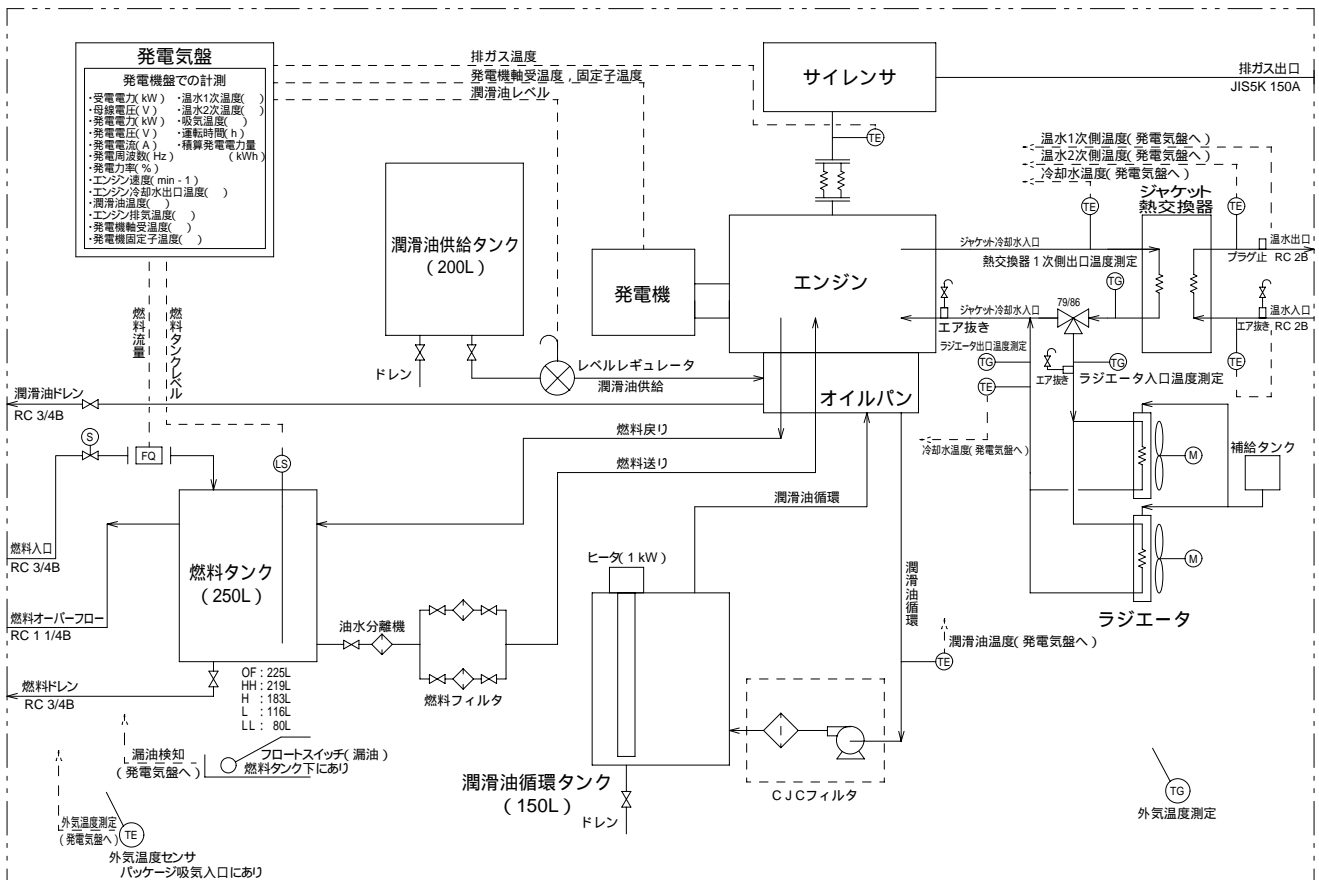 発電気盤
発電機盤での計測
・受電電力(kW)
・母線電圧(V)
・発電電力(kW)
・発電電圧(V)
・発電電流(A)
・発電周波数(Hz)
・発電力率(%)
・エンジン速度(min - 1)
・エンジン冷却水出口温度( )
・潤滑油温度( )
・エンジン排気温度( )
・発電機軸受温度( )
・発電機固定子温度( )
・温水1次温度( )
・温水2次温度( )
・吸気温度( )
・運転時間(h)
・積算発電電力量
(kWh)
排ガス温度
発電機軸受温度，固定子温度
潤滑油レベル
サイレンサ
排ガス出口
JIS5K 150A
TE
温水1次側温度(発電気盤へ)
温水2次側温度(発電気盤へ)
冷却水温度(発電気盤へ)
ジャケット
熱交換器
TE
TE
潤滑油供給タンク
(200L)
発電機
エンジン
ジャケット冷却水入口
熱交換器1次側出口温度測定
温水出口
プラグ止
RC 2B
TG
79/86
ジャケット冷却水入口
エア抜き
温水入口
エア抜き
RC 2B
燃料流量
燃料タンクレベル
ドレン
レベルレギュレータ
潤滑油供給
オイルパン
ラジエータ出口温度測定
TG
TE
エア抜き
TG
ラジエータ入口温度測定
TE
潤滑油ドレン
RC 3/4B
S
FQ
LS
燃料戻り
燃料送り
冷却水温度(発電気盤へ)
M
補給タンク
潤滑油循環
燃料入口
RC 3/4B
燃料タンク
(250L)
ヒータ(1 kW)
潤滑油循環
M
燃料オーバーフロー
RC 1 1/4B
油水分離機
ラジエータ
潤滑油温度(発電気盤へ)
TE
燃料ドレン
RC 3/4B
OF : 225L
HH : 219L
H : 183L
L : 116L
LL : 80L
燃料フィルタ
漏油検知
(発電気盤へ)
フロートスイッチ(漏油)
燃料タンク下にあり
潤滑油循環タンク
(150L)
CJCフィルタ
ドレン
TG
外気温度測定
外気温度測定
(発電気盤へ)
TE
外気温度センサ
パッケージ吸気入口にあり